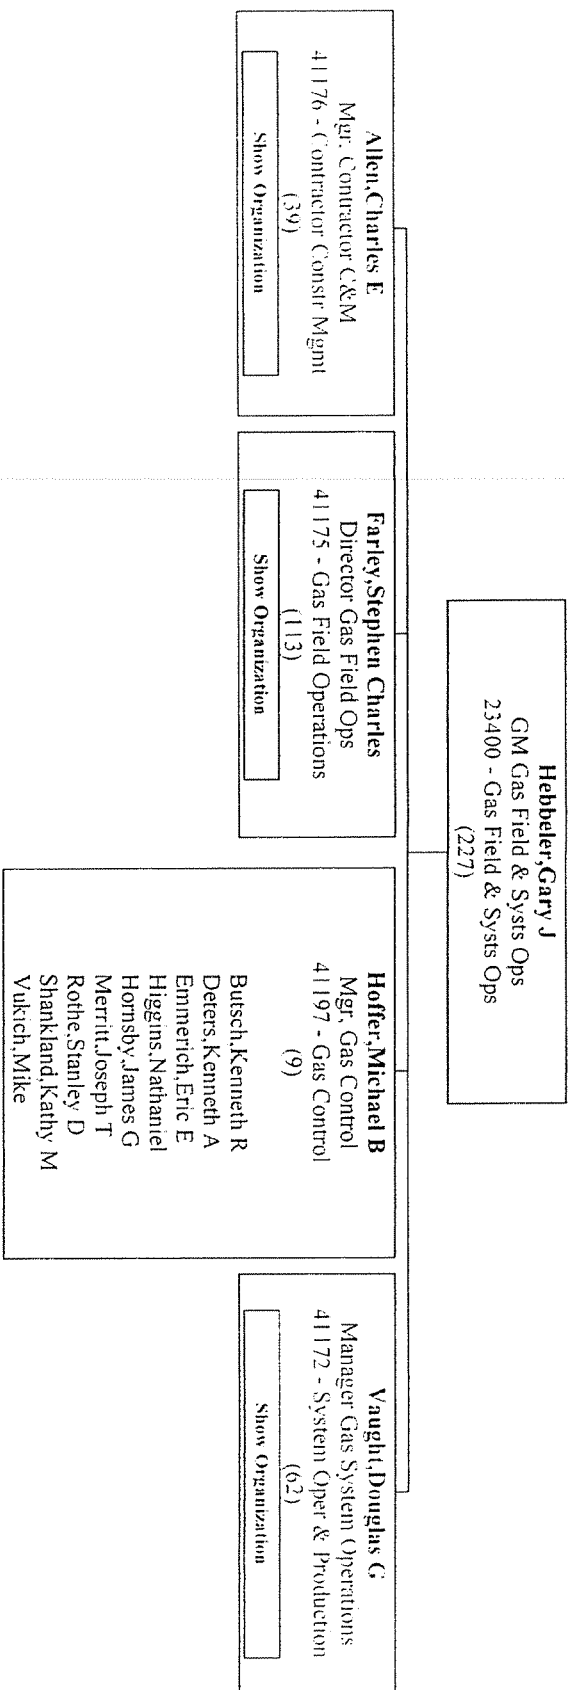 Hebbeler,Gary J
GM Gas Field & Systs Ops
23400 - Gas Field & Systs Ops
(227)
Allen,Charles E
Mgr, Contractor C&M
41176 - Contractor Constr Mgmt
(39)
Show Organization
Farley,Stephen Charles
Director Gas Field Ops
41175 - Gas Field Operations
(113)
Show Organization
Hoffer,Michael B
Mgr, Gas Control
41197 - Gas Control
(9)
Butsch,Kenneth R
Deters,Kenneth A
Emmerich,Eric E
Higgins,Nathaniel
Hornsby,James G
Merritt,Joseph T
Rothe,Stanley D
Shankland,Kathy M
Vukich,Mike
Vaught,Douglas G
Manager Gas System Operations
41172 - System Oper & Production
(62)
Show Organization